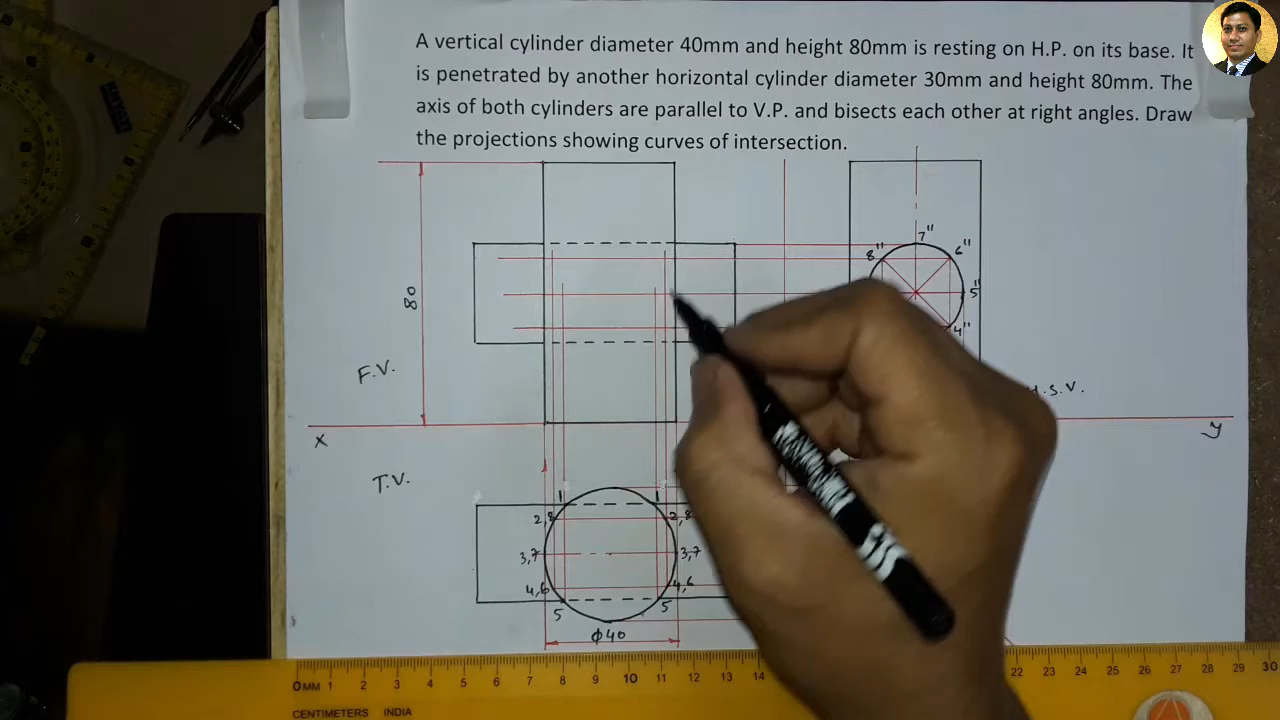 A vertical cylinder diameter 40mm and height 80mm is resting on H.P. on its base. It
is penetrated by another horizontal cylinder diameter 30mm and height 80mm. The
axis of both cylinders are parallel to V.P. and bisects each other at right angles. Draw
the projections showing curves of intersection.
7"
8" 6"
80 5"
4"
F.V. .S.V.
X y
T.V.
1 1
2,8 2,8
3,7 3,7
4,6 4,6
5 5
φ40
0MM 1 2 3 4 5 6 7 8 9 10 11 12 13 14 22 23 24 25 26 27 28 29 30
CENTIMETERS INDIA